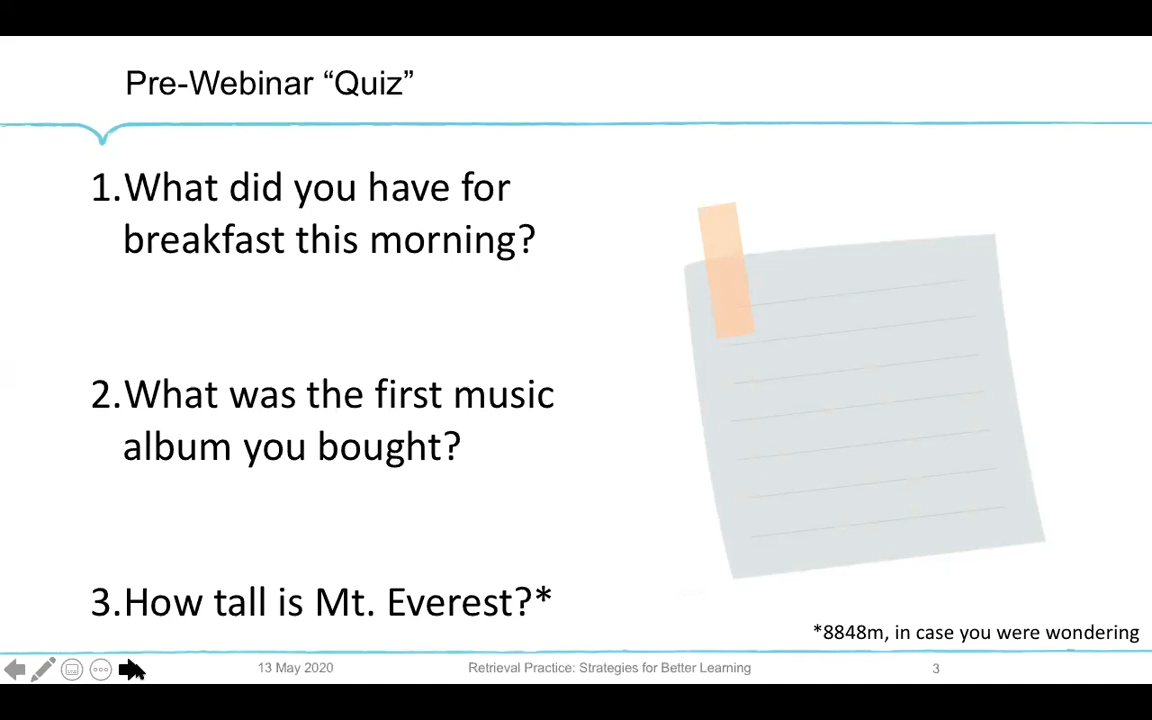 Pre-Webinar “Quiz”
1.What did you have for
breakfast this morning?
2.What was the first music
album you bought?
3.How tall is Mt. Everest?*
*8848m, in case you were wondering
13 May 2020
Retrieval Practice: Strategies for Better Learning
3